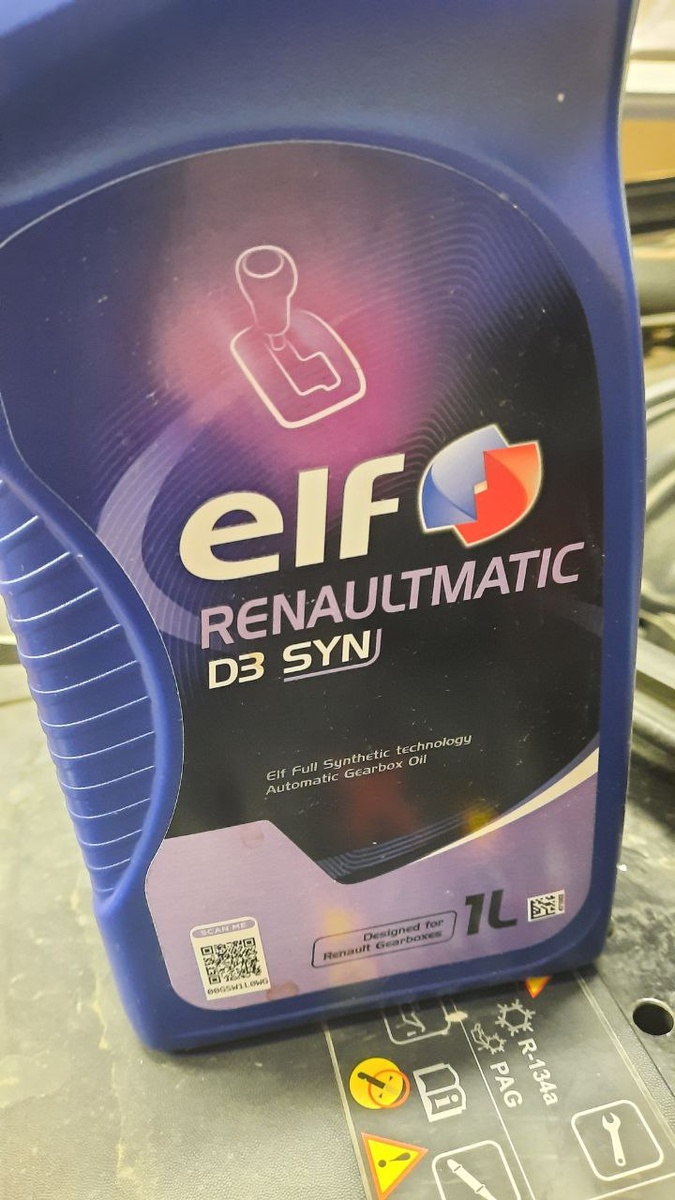 elf
RENAULTMATIC
D3 SYN
Elf Full Synthetic technology
Automatic Gearbox Oil
SCAN ME
Designed for
Renault Gearboxes
1L
R-134a
PAG